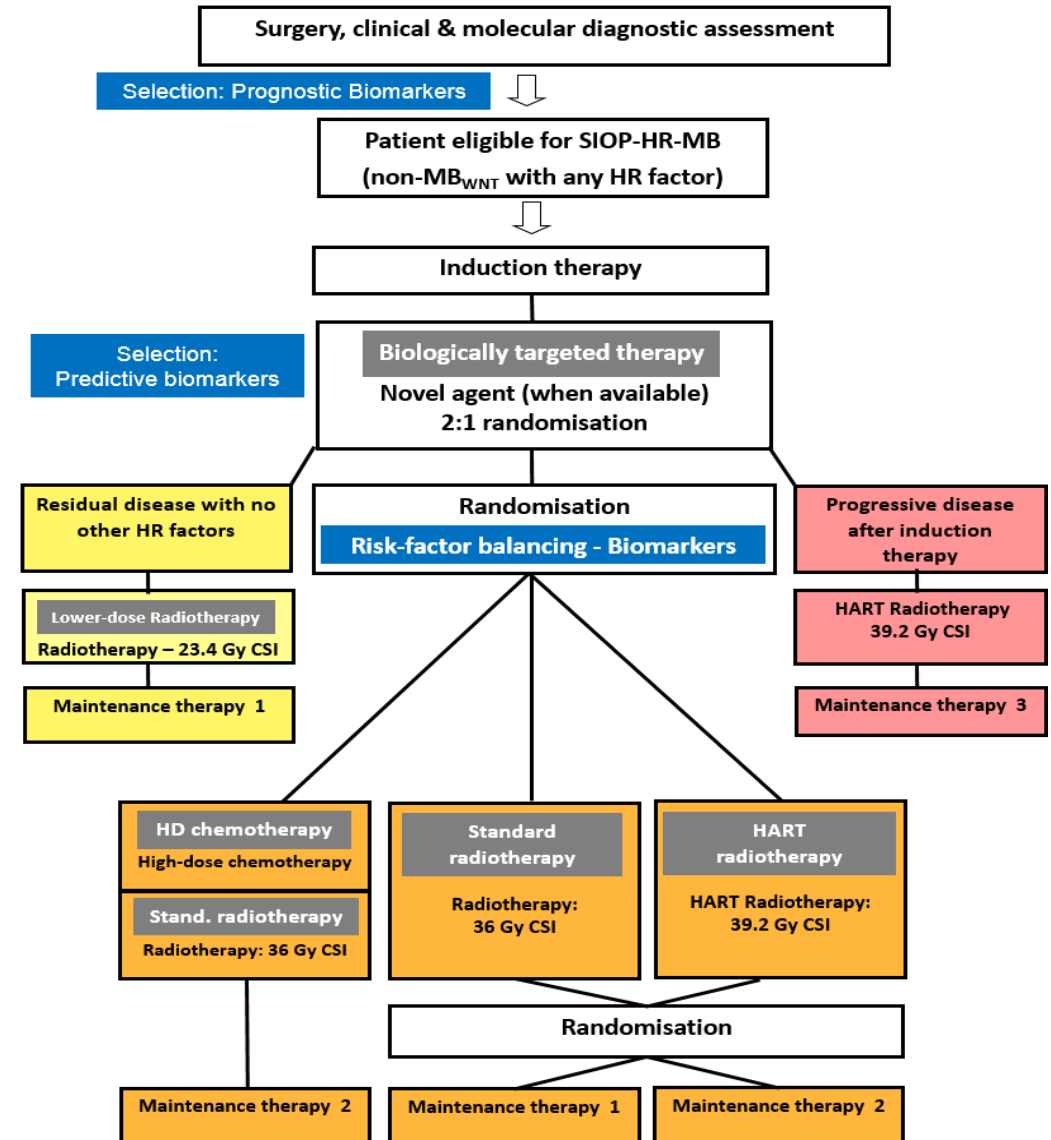 Surgery, clinical & molecular diagnostic assessment
Selection: Prognostic Biomarkers
Patient eligible for SIOP-HR-MB
(non-MBWNT with any HR factor)
Induction therapy
Selection:
Predictive biomarkers
Biologically targeted therapy
Novel agent (when available)
2:1 randomisation
Residual disease with no
other HR factors
Lower-dose Radiotherapy
Radiotherapy – 23.4 Gy CSI
Maintenance therapy 1
Randomisation
Risk-factor balancing - Biomarkers
Progressive disease
after induction
therapy
HART Radiotherapy
39.2 Gy CSI
Maintenance therapy 3
HD chemotherapy
High-dose chemotherapy
Stand. radiotherapy
Radiotherapy: 36 Gy CSI
Standard
radiotherapy
Radiotherapy:
36 Gy CSI
HART
radiotherapy
HART Radiotherapy:
39.2 Gy CSI
Randomisation
Maintenance therapy 2
Maintenance therapy 1
Maintenance therapy 2